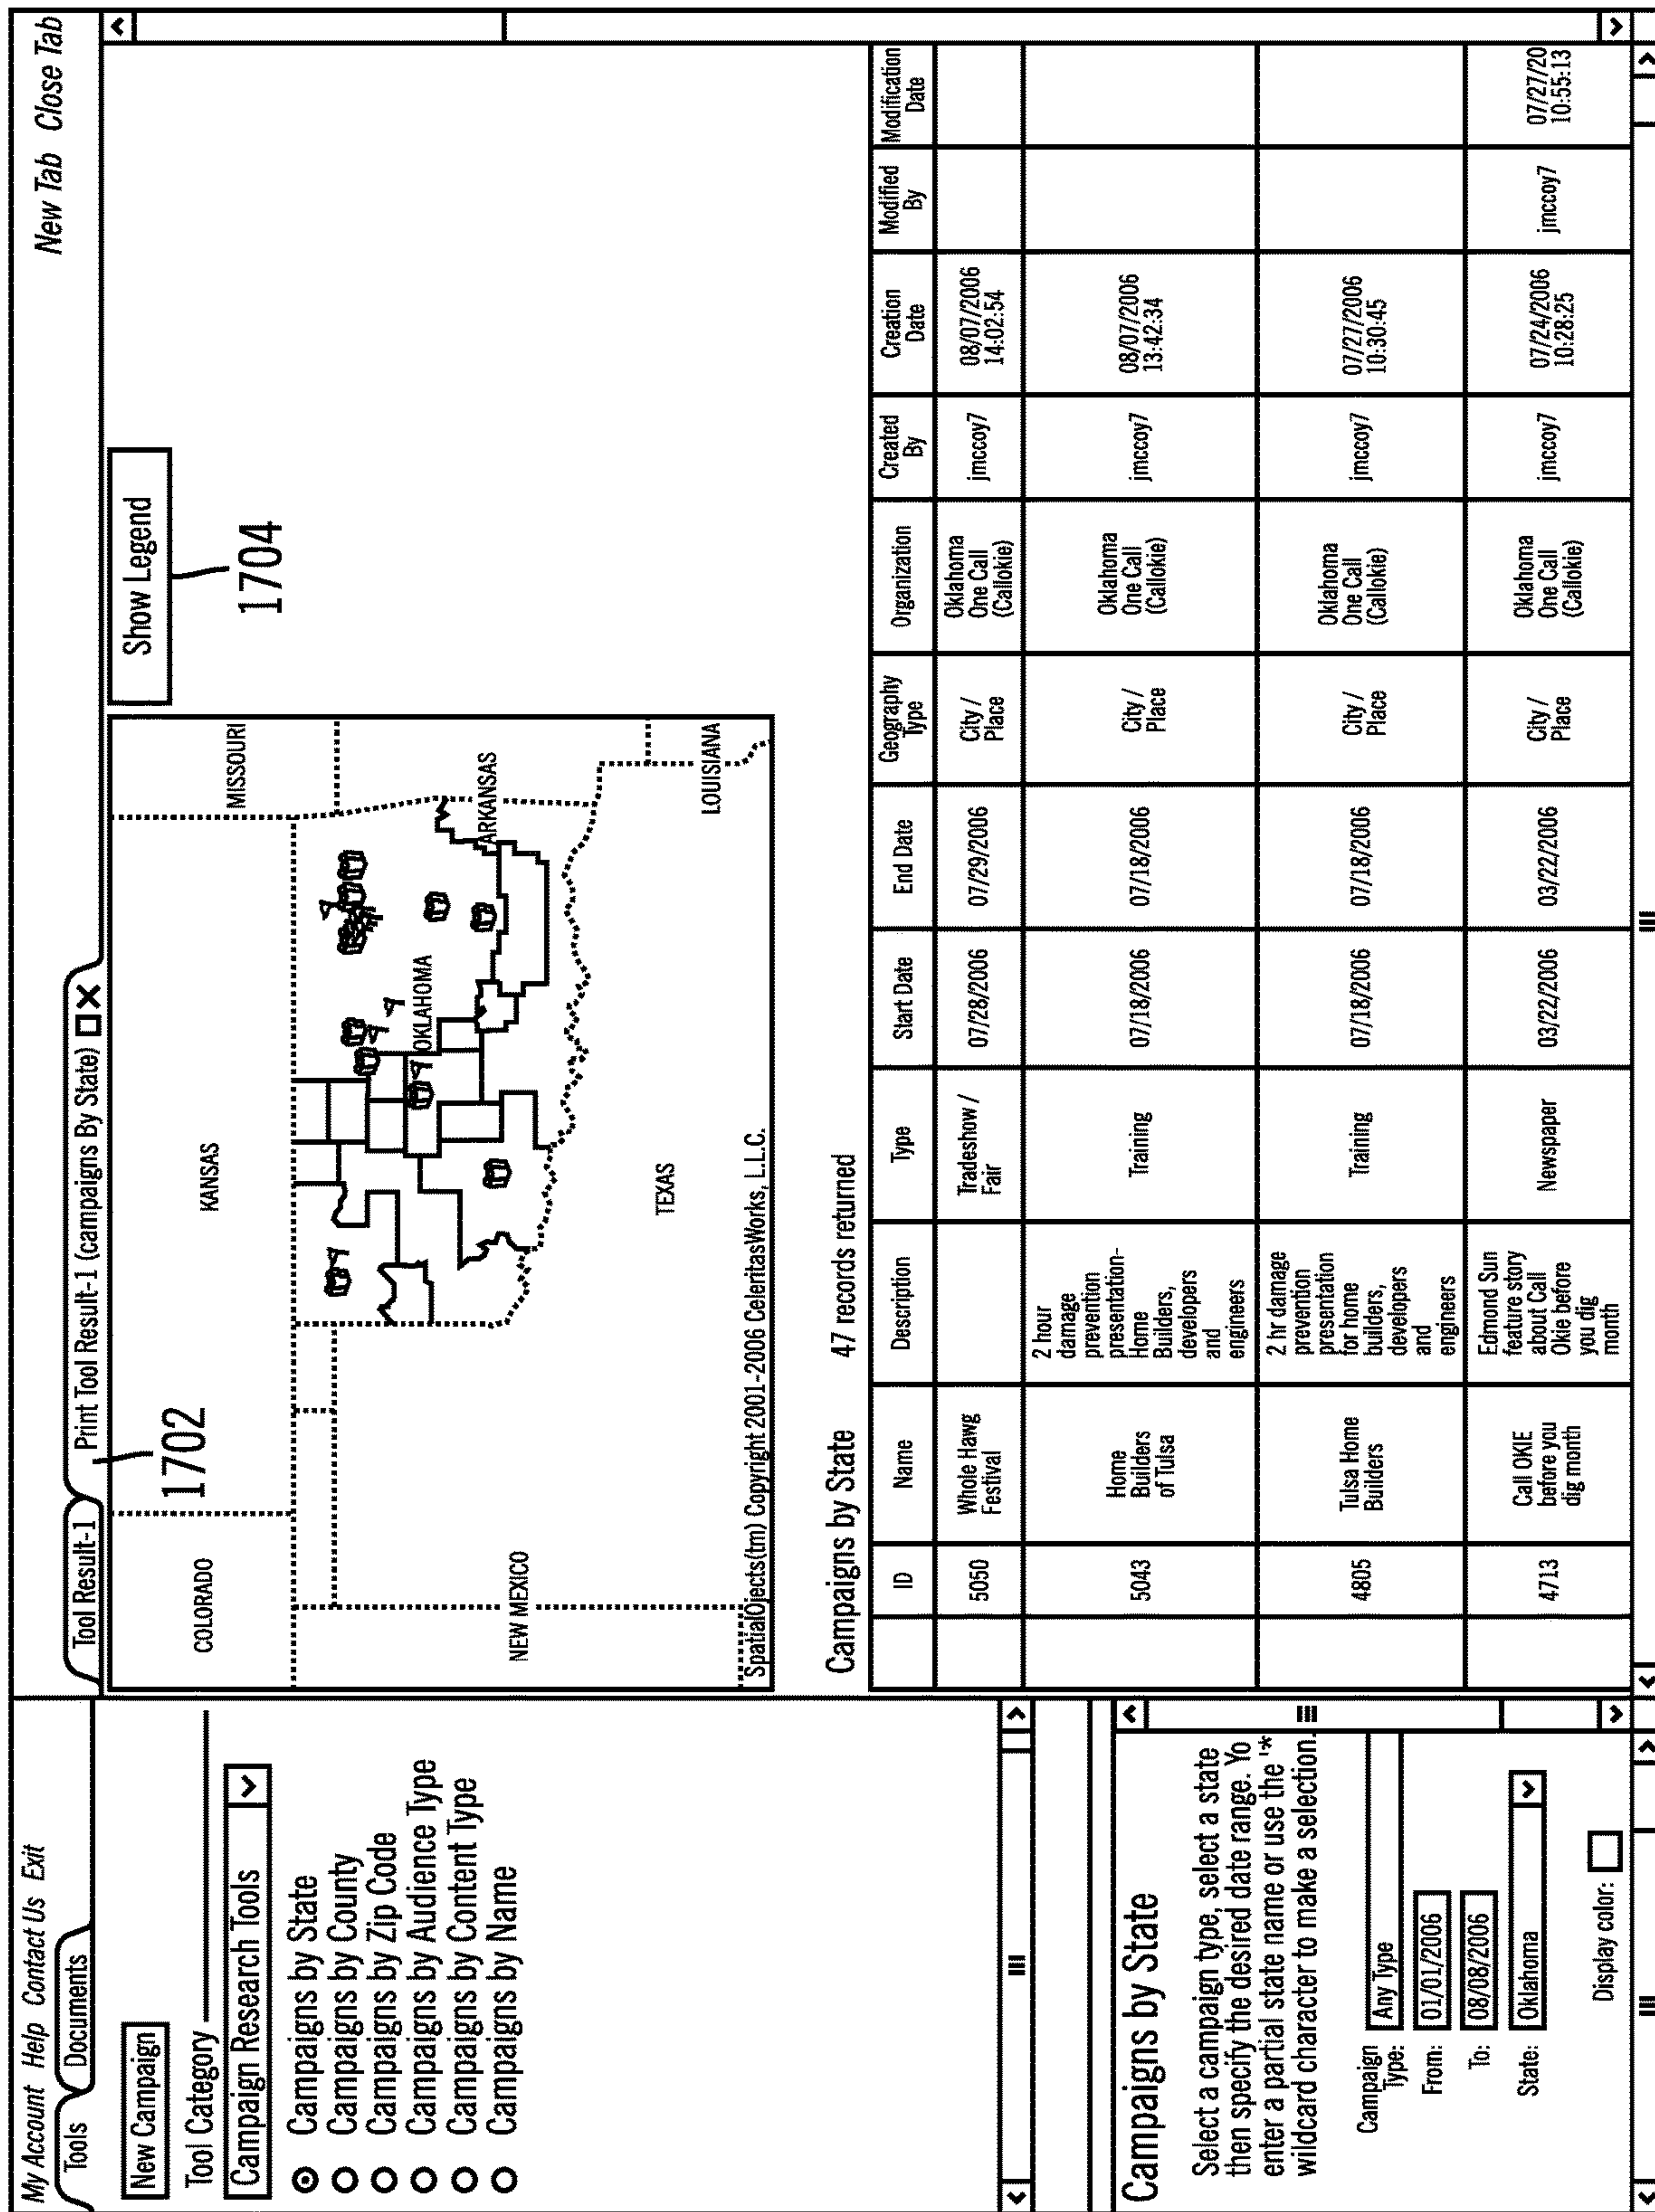 My Account Help Contact Us Exit
New Tab Close Tab
Tools
Documents
New Campaign
Tool Category
Campaign Research Tools
Campaigns by State
Campaigns by County
Campaigns by Zip Code
Campaigns by Audience Type
Campaigns by Content Type
Campaigns by Name
Campaigns by State
Select a campaign type, select a state
then specify the desired date range. Yo
enter a partial state name or use the '*
wildcard character to make a selection.
Campaign
Type:
Any Type
From:
01/01/2006
To:
08/08/2006
State:
Oklahoma
Display color:
Tool Result-1
Print Tool Result-1 (campaigns By State)
1702
Show Legend
1704
COLORADO
KANSAS
MISSOURI
OKLAHOMA
ARKANSAS
NEW MEXICO
TEXAS
LOUISIANA
SpatialOjects(tm) Copyright 2001-2006 CeleritasWorks, L.L.C.
Campaigns by State 47 records returned
ID
Name
Description
Type
Start Date
End Date
Geography
Type
Organization
Created
By
Creation
Date
Modified
By
Modification
Date
5050
Whole Hawg
Festival
Tradeshow /
Fair
07/28/2006
07/29/2006
City /
Place
Oklahoma
One Call
(Callokie)
jmccoy7
08/07/2006
14:02:54
5043
Home
Builders
of Tulsa
2 hour
damage
prevention
presentation-
Home
Builders,
developers
and
engineers
Training
07/18/2006
07/18/2006
City /
Place
Oklahoma
One Call
(Callokie)
jmccoy7
08/07/2006
13:42:34
4805
Tulsa Home
Builders
2 hr damage
prevention
presentation
for home
builders,
developers
and
engineers
Training
07/18/2006
07/18/2006
City /
Place
Oklahoma
One Call
(Callokie)
jmccoy7
07/27/2006
10:30:45
4713
Call OKIE
before you
dig month
Edmond Sun
feature story
about Call
Okie before
you dig
month
Newspaper
03/22/2006
03/22/2006
City /
Place
Oklahoma
One Call
(Callokie)
jmccoy7
07/24/2006
10:28:25
jmccoy7
07/27/20
10:55:13